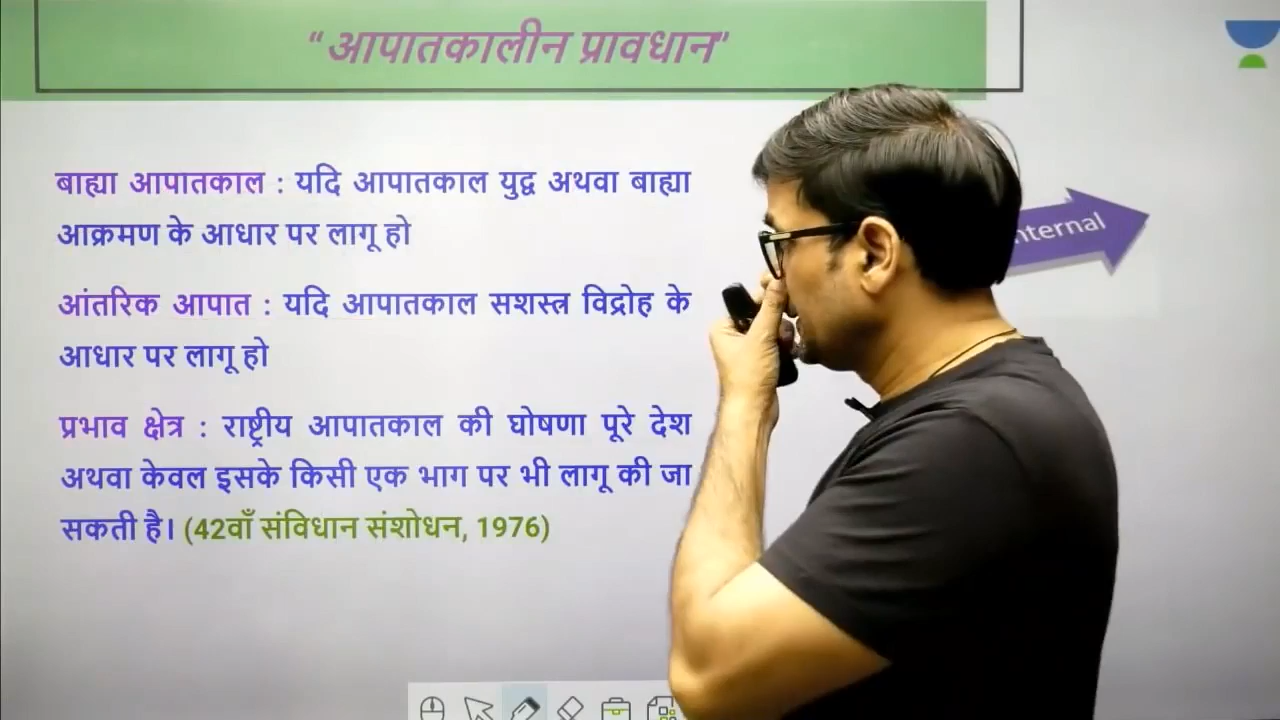 “आपातकालीन प्रावधान”
बाह्या आपातकाल : यदि आपातकाल युद्व अथवा बाह्या
आक्रमण के आधार पर लागू हो
आंतरिक आपात : यदि आपातकाल सशस्त्र विद्रोह के
आधार पर लागू हो
प्रभाव क्षेत्र : राष्ट्रीय आपातकाल की घोषणा पूरे देश
अथवा केवल इसके किसी एक भाग पर भी लागू की जा
सकती है। (42वाँ संविधान संशोधन, 1976)